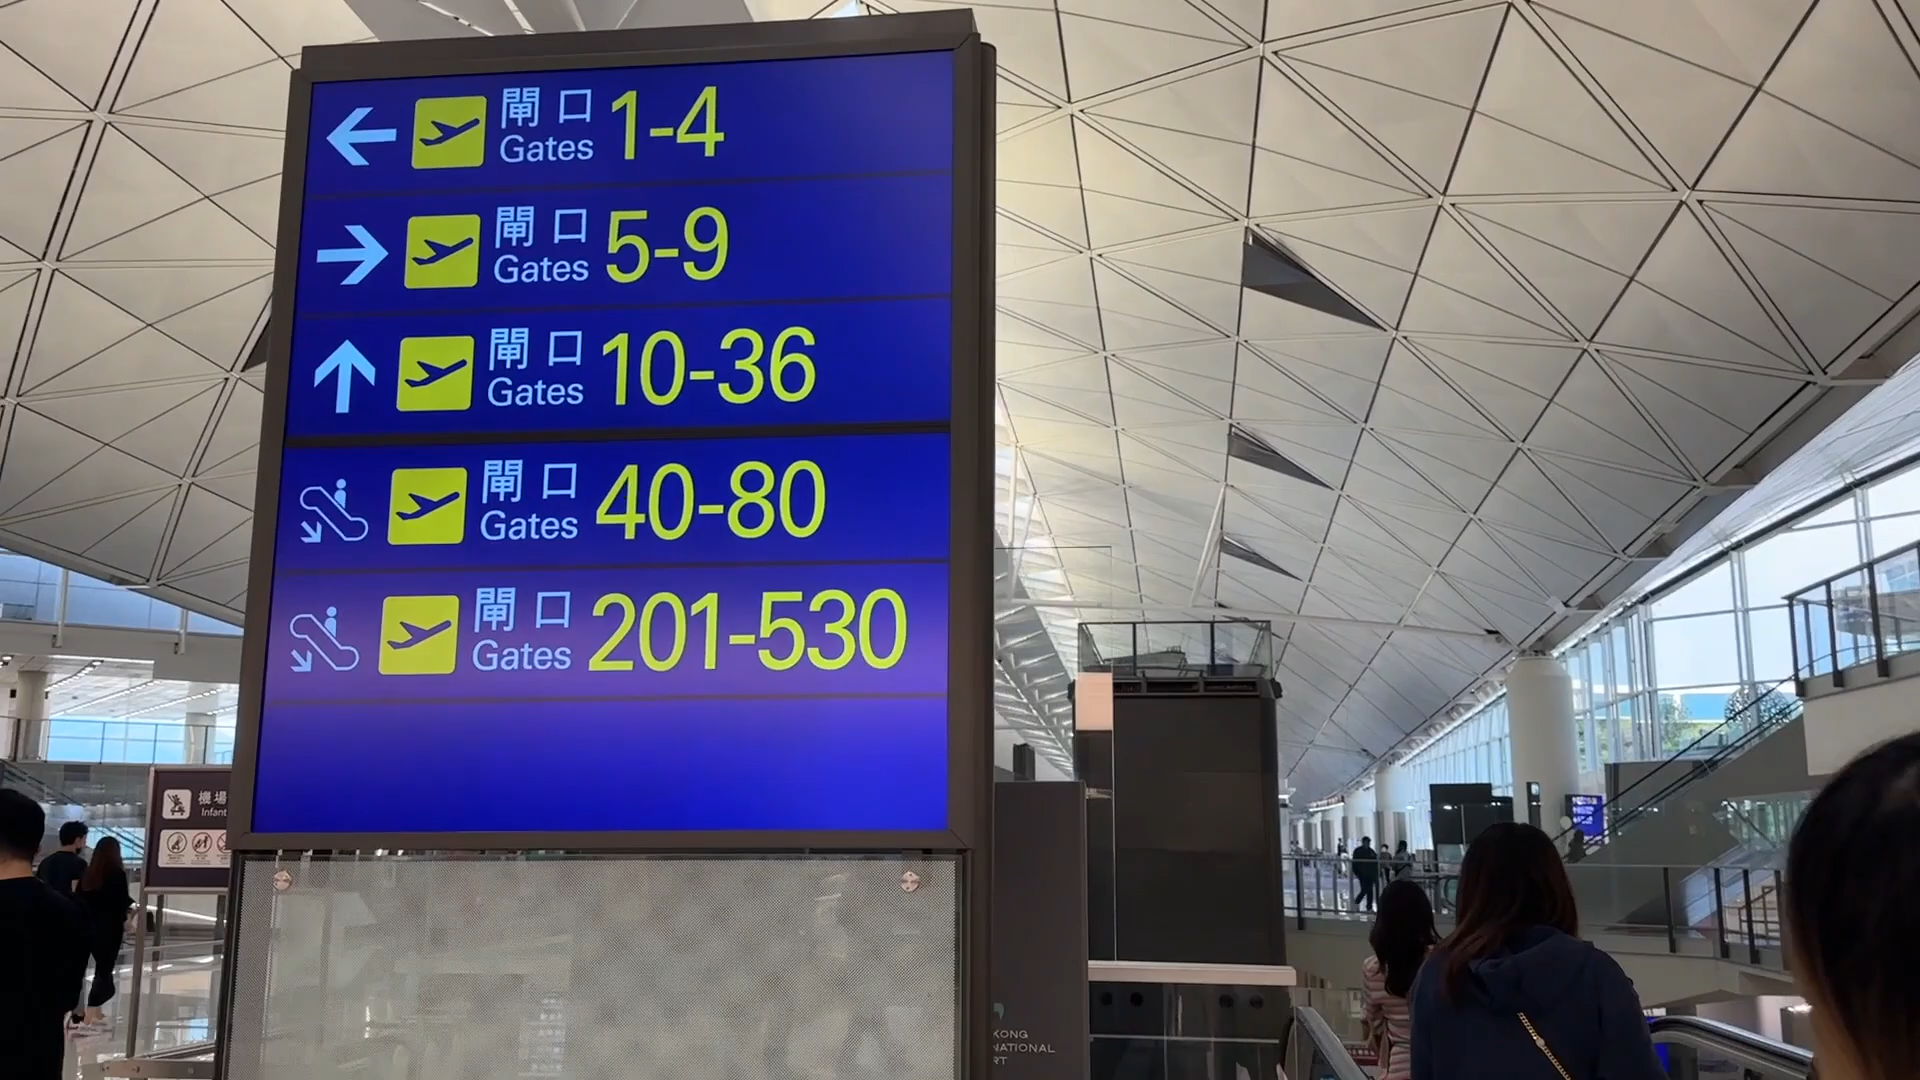 閘口 1-4
Gates
閘口 5-9
Gates
閘口 10-36
Gates
閘口 40-80
Gates
閘口 201-530
Gates
機場
Infant
KONG
NATIONAL
RT